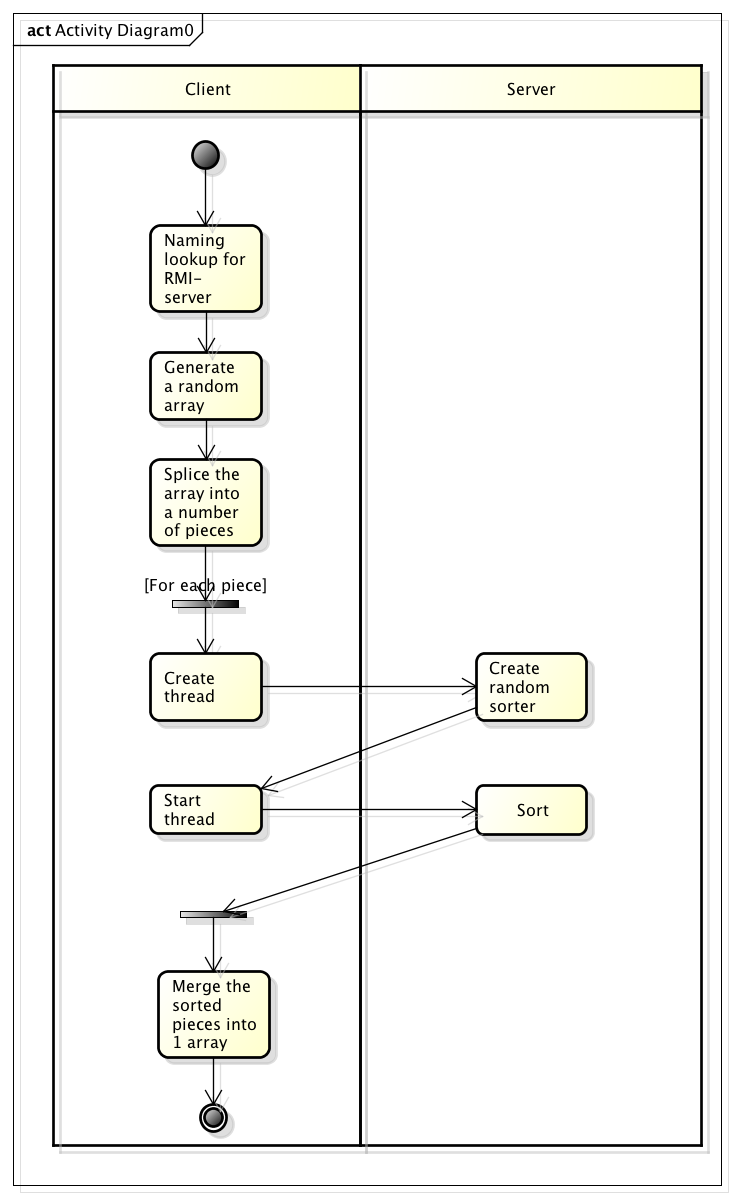 act Activity Diagram0
Client
Server
Naming
lookup for
RMI-
server
Generate
a random
array
Splice the
array into
a number
of pieces
[For each piece]
Create
thread
Create
random
sorter
Start
thread
Sort
Merge the
sorted
pieces into
1 array